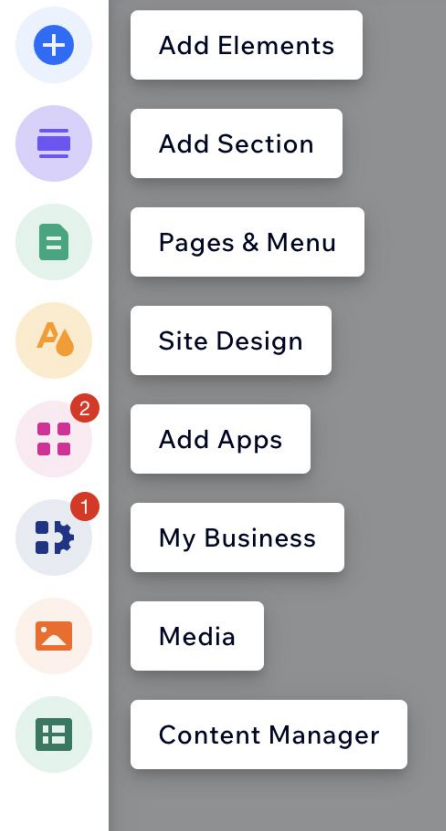 Add Elements
Add Section
Pages & Menu
Site Design
2
Add Apps
1
My Business
Media
Content Manager